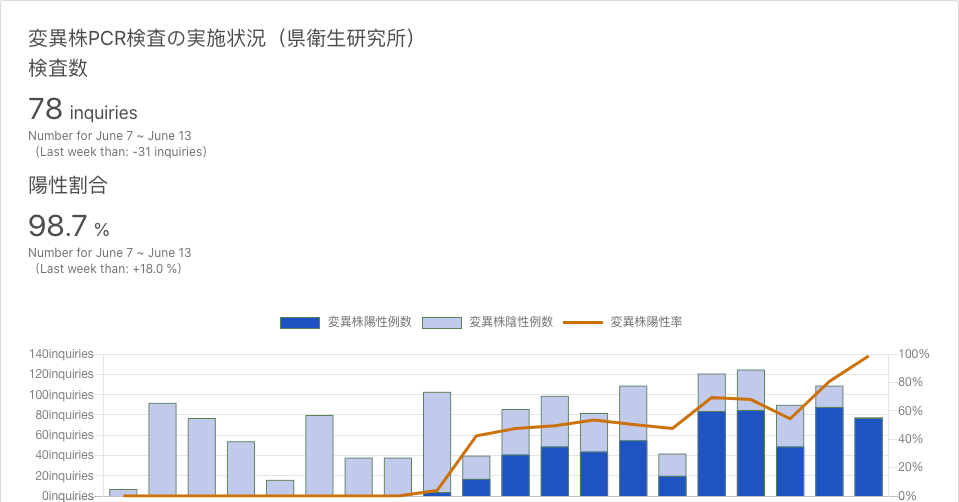 変異株PCR検査の実施状況（県衛生研究所）
検査数
78 inquiries
Number for June 7 ~ June 13
（Last week than: -31 inquiries）
陽性割合
98.7 %
Number for June 7 ~ June 13
（Last week than: +18.0 %）
変異株陽性例数 変異株陰性例数 変異株陽性率
140inquiries 100%
120inquiries
80%
100inquiries
80inquiries
60%
60inquiries
40%
40inquiries
20inquiries
20%
0inquiries 0%